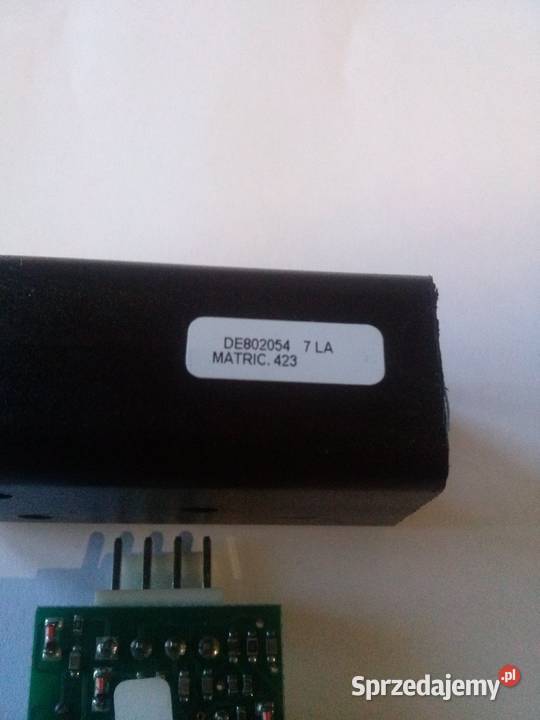 DE802054 7 LA
MATRIC. 423
Sprzedajemy.pl